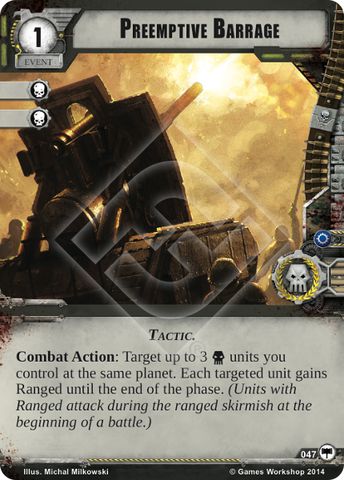 1
EVENT
PREEMPTIVE BARRAGE
TACTIC.
Combat Action: Target up to 3 units you
control at the same planet. Each targeted unit gains
Ranged until the end of the phase. (Units with
Ranged attack during the ranged skirmish at the
beginning of a battle.)
047
Illus. Michal Milkowski
© Games Workshop 2014